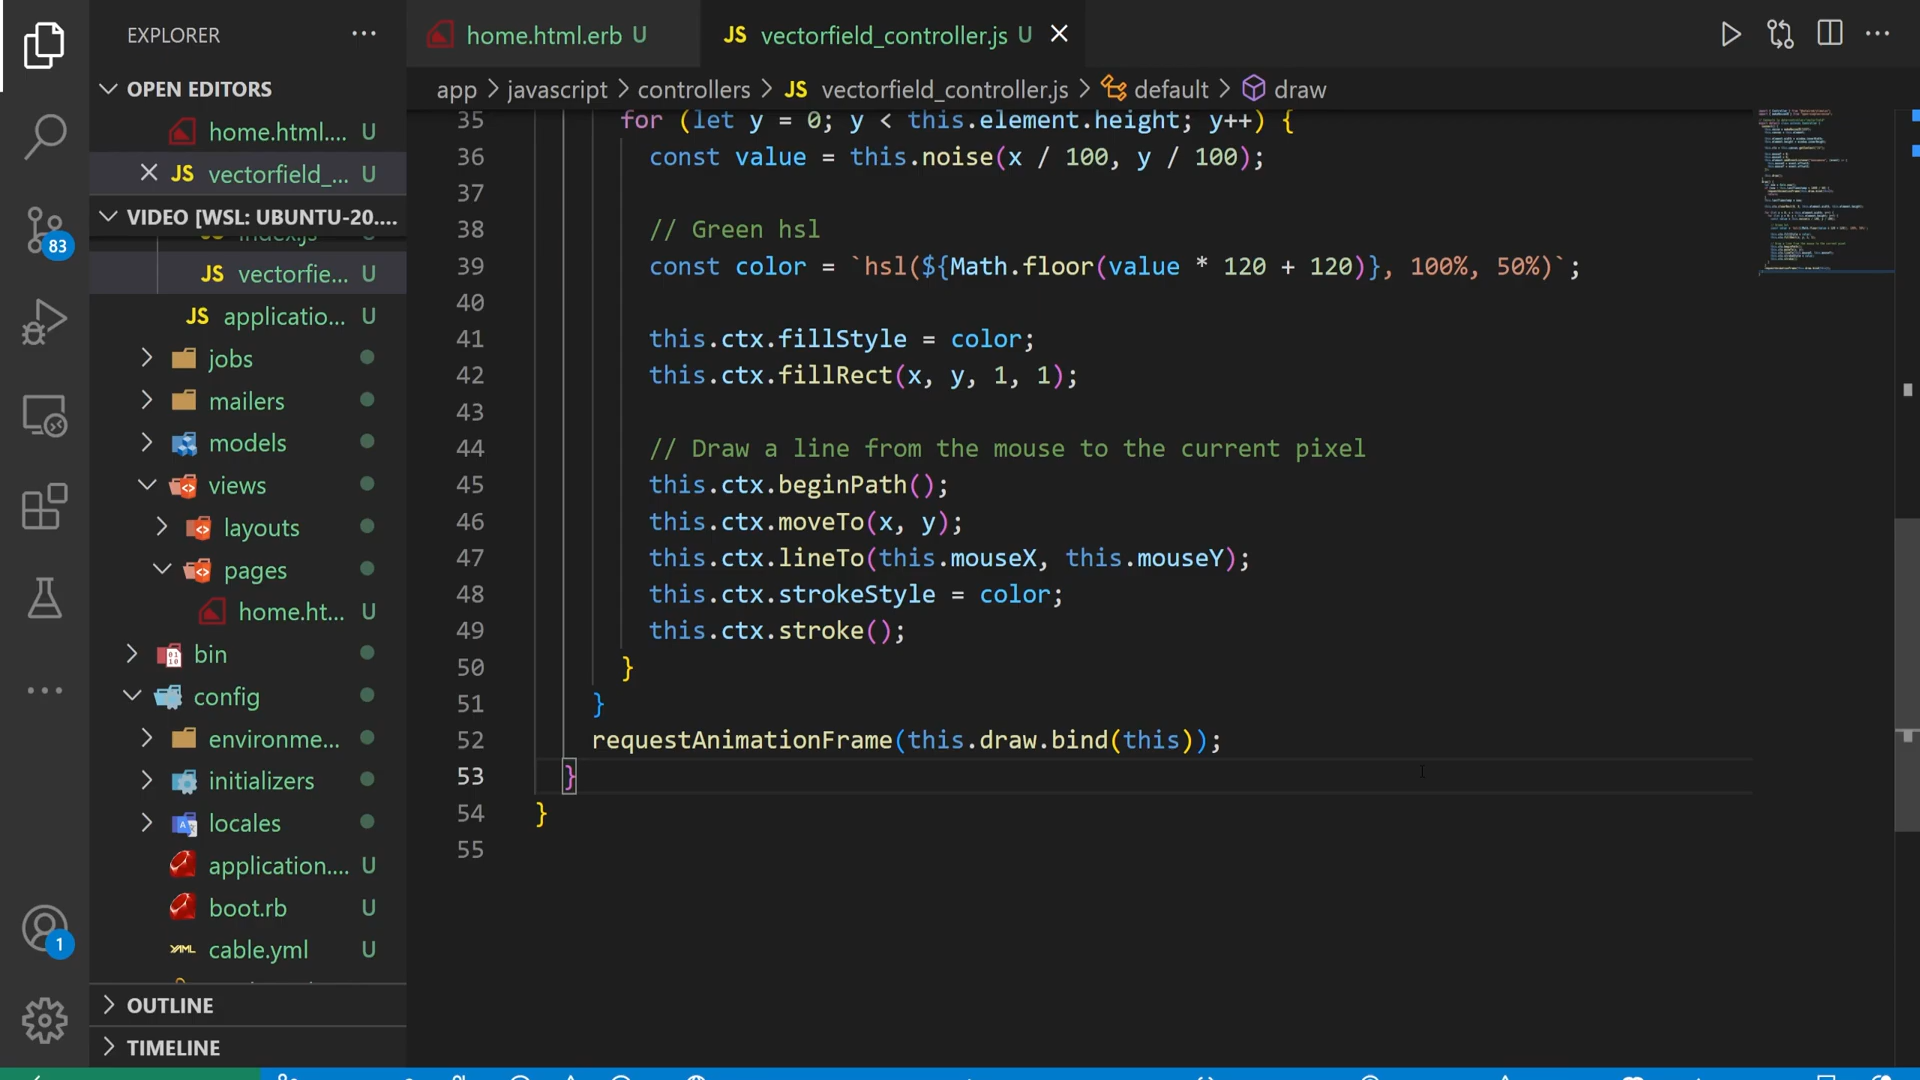 EXPLORER
OPEN EDITORS
home.html.... U
JS vectorfield_... U
VIDEO [WSL: UBUNTU-20....
index.js
JS vectorfie... U
JS applicatio... U
jobs
mailers
models
views
layouts
pages
home.ht... U
bin
config
environme...
initializers
locales
application.... U
boot.rb U
cable.yml U
OUTLINE
TIMELINE
83
1
home.html.erb U
JS vectorfield_controller.js U
app > javascript > controllers > JS vectorfield_controller.js > default > draw
35 for (let y = 0; y < this.element.height; y++) {
36 const value = this.noise(x / 100, y / 100);
37
38 // Green hsl
39 const color = `hsl(${Math.floor(value * 120 + 120)}, 100%, 50%)`;
40
41 this.ctx.fillStyle = color;
42 this.ctx.fillRect(x, y, 1, 1);
43
44 // Draw a line from the mouse to the current pixel
45 this.ctx.beginPath();
46 this.ctx.moveTo(x, y);
47 this.ctx.lineTo(this.mouseX, this.mouseY);
48 this.ctx.strokeStyle = color;
49 this.ctx.stroke();
50 }
51 }
52 requestAnimationFrame(this.draw.bind(this));
53 }
54 }
55